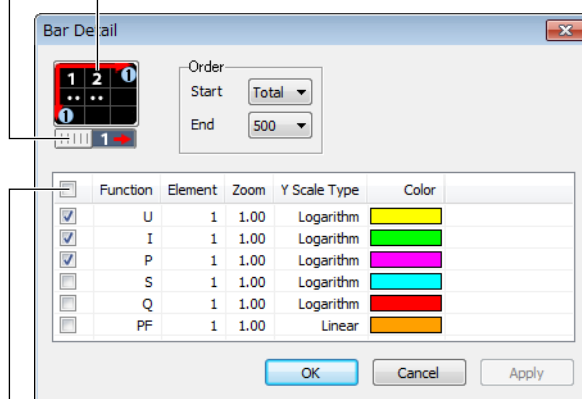 Bar Detail
1 2 1
1
1
Order
Start Total
End 500
Function Element Zoom Y Scale Type Color
U 1 1.00 Logarithm
I 1 1.00 Logarithm
P 1 1.00 Logarithm
S 1 1.00 Logarithm
Q 1 1.00 Logarithm
PF 1 1.00 Linear
OK Cancel Apply